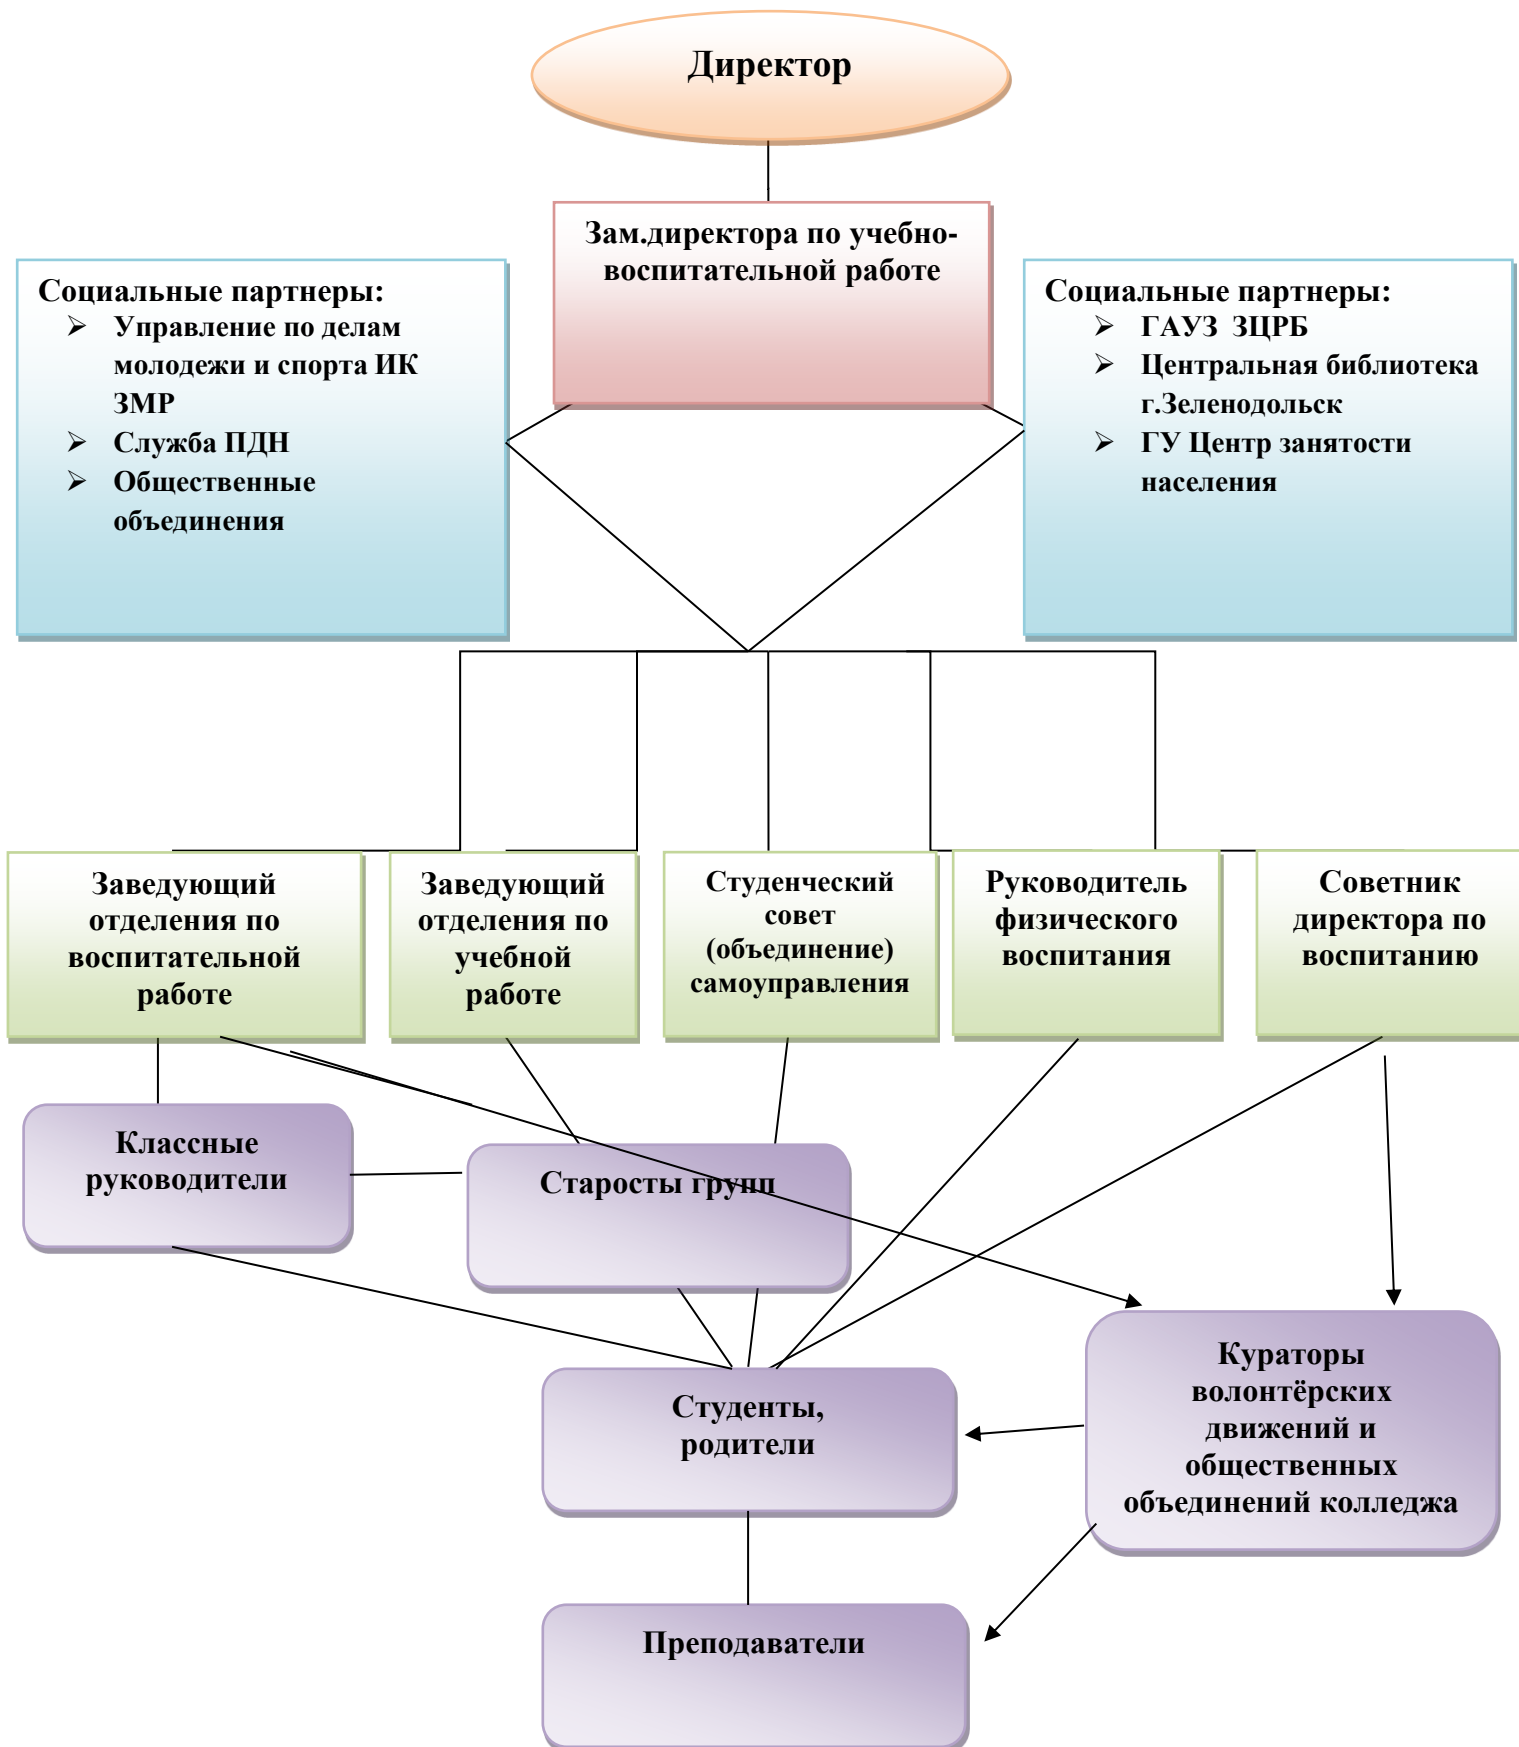 Директор
Зам.директора по учебно-
воспитательной работе
Социальные партнеры:
➢ Управление по делам
молодежи и спорта ИК
ЗМР
➢ Служба ПДН
➢ Общественные
объединения
Социальные партнеры:
➢ ГАУЗ ЗЦРБ
➢ Центральная библиотека
г.Зеленодольск
➢ ГУ Центр занятости
населения
Заведующий
отделения по
воспитательной
работе
Заведующий
отделения по
учебной
работе
Студенческий
совет
(объединение)
самоуправления
Руководитель
физического
воспитания
Советник
директора по
воспитанию
Классные
руководители
Старосты групп
Студенты,
родители
Кураторы
волонтёрских
движений и
общественных
объединений колледжа
Преподаватели